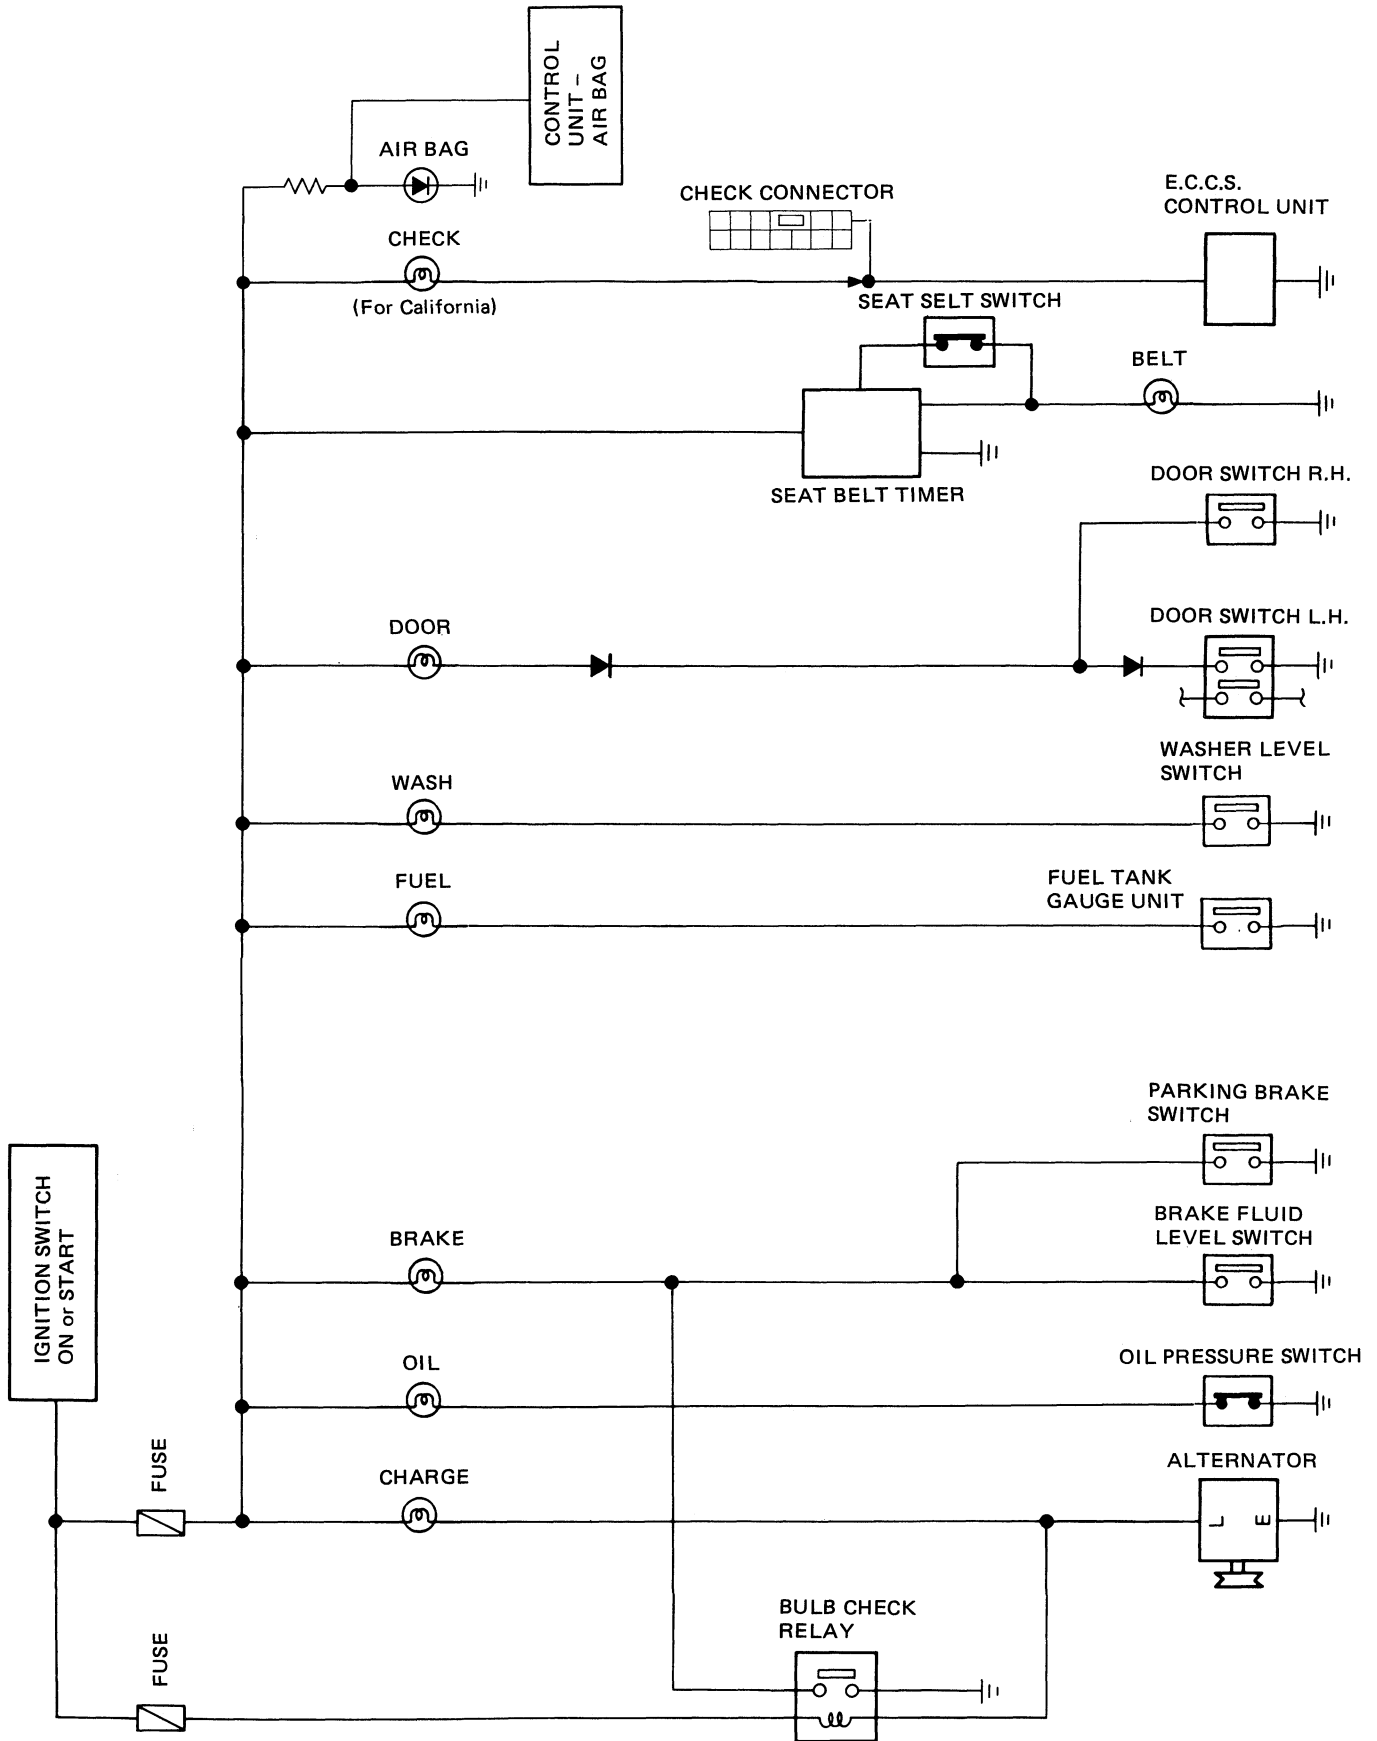 CONTROL
UNIT –
AIR BAG
AIR BAG
CHECK CONNECTOR
E.C.C.S.
CONTROL UNIT
CHECK
(For California)
SEAT SELT SWITCH
BELT
SEAT BELT TIMER
DOOR SWITCH R.H.
DOOR
DOOR SWITCH L.H.
WASHER LEVEL
SWITCH
WASH
FUEL
FUEL TANK
GAUGE UNIT
PARKING BRAKE
SWITCH
IGNITION SWITCH
ON or START
BRAKE
BRAKE FLUID
LEVEL SWITCH
OIL
OIL PRESSURE SWITCH
FUSE
CHARGE
ALTERNATOR
L E
BULB CHECK
RELAY
FUSE